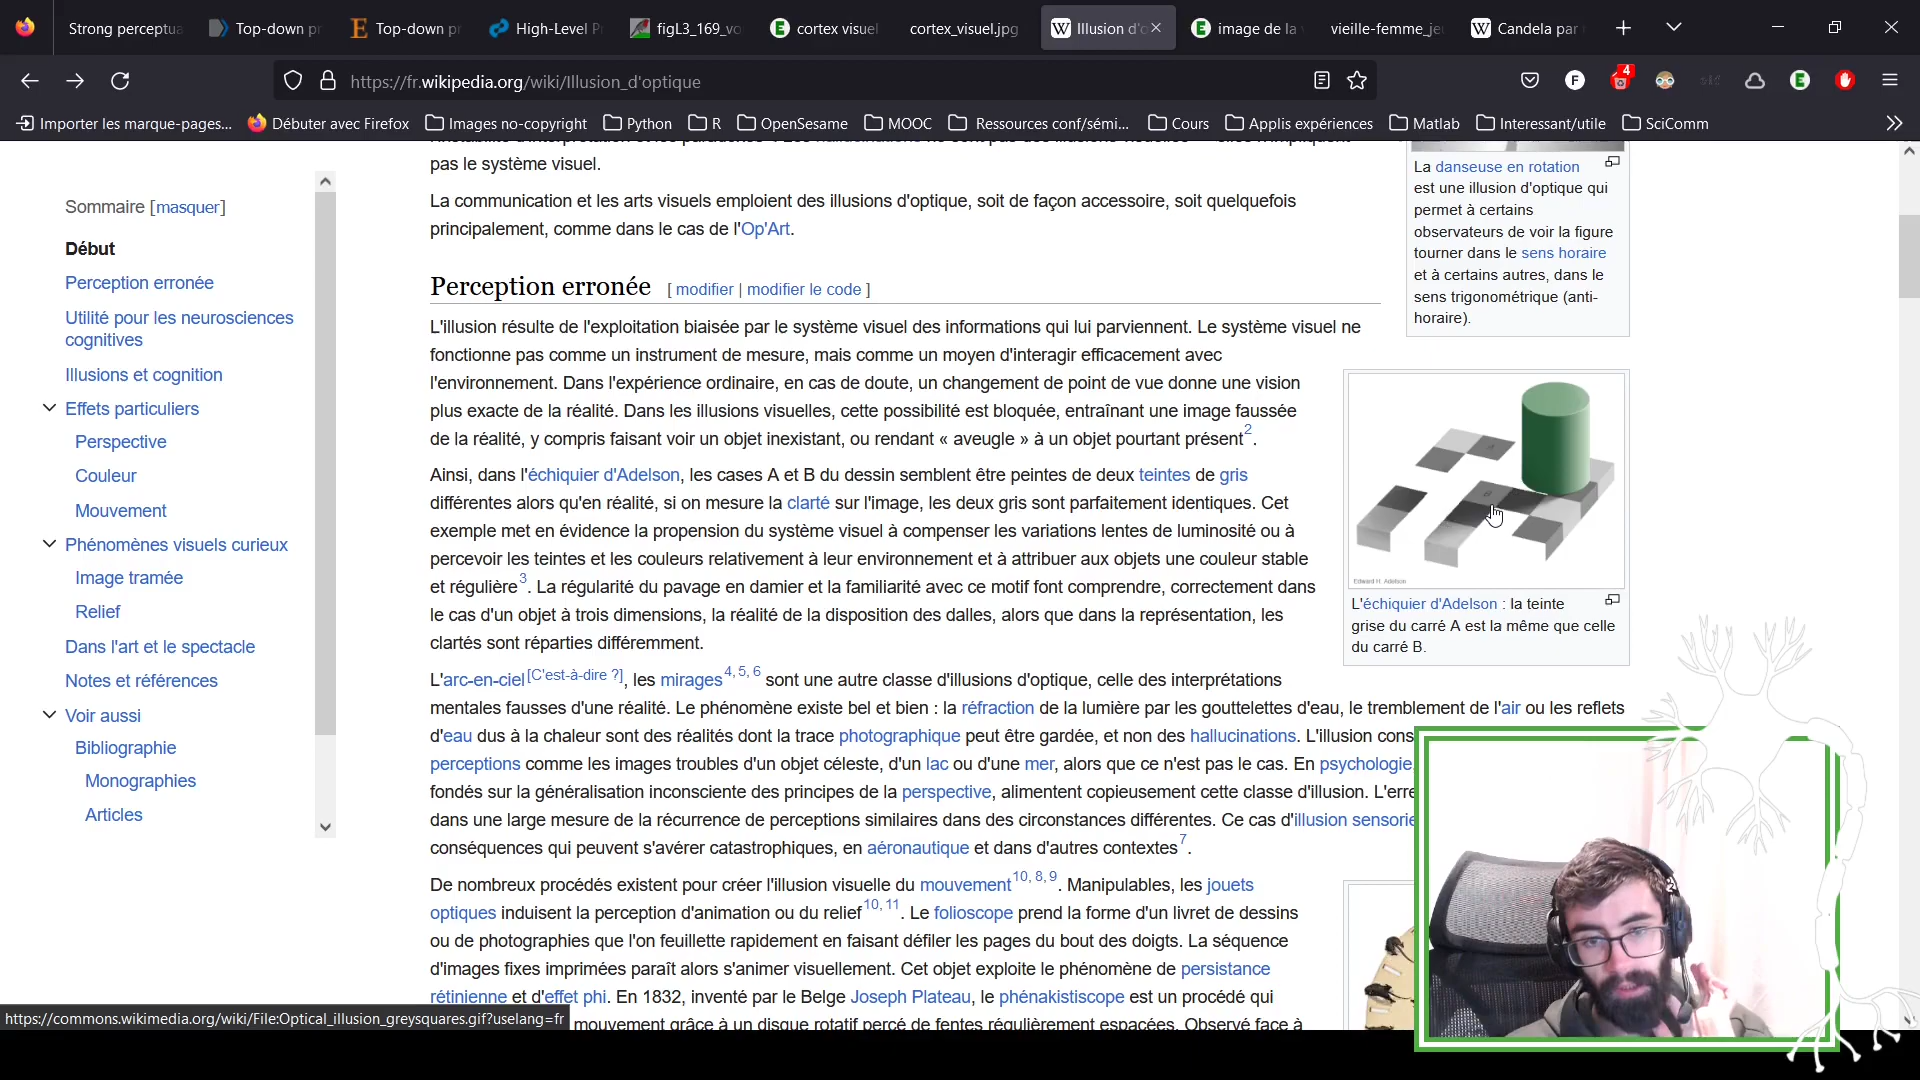 Strong perceptua
Top-down pr
Top-down pr
High-Level P
figL3_169_vo
cortex visuel
cortex_visuel.jpg
Illusion d'o
image de la v
vieille-femme_je
Candela par
https://fr.wikipedia.org/wiki/Illusion_d'optique
4
Importer les marque-pages...
Débuter avec Firefox
Images no-copyright
Python
R
OpenSesame
MOOC
Ressources conf/sémi...
Cours
Applis expériences
Matlab
Interessant/utile
SciComm
Sommaire [masquer]
Début
Perception erronée
Utilité pour les neurosciences
cognitives
Illusions et cognition
Effets particuliers
Perspective
Couleur
Mouvement
Phénomènes visuels curieux
Image tramée
Relief
Dans l'art et le spectacle
Notes et références
Voir aussi
Bibliographie
Monographies
Articles
pas le système visuel.
La communication et les arts visuels emploient des illusions d'optique, soit de façon accessoire, soit quelquefois
principalement, comme dans le cas de l'Op'Art.
Perception erronée [ modifier | modifier le code ]
L'illusion résulte de l'exploitation biaisée par le système visuel des informations qui lui parviennent. Le système visuel ne
fonctionne pas comme un instrument de mesure, mais comme un moyen d'interagir efficacement avec
l'environnement. Dans l'expérience ordinaire, en cas de doute, un changement de point de vue donne une vision
plus exacte de la réalité. Dans les illusions visuelles, cette possibilité est bloquée, entraînant une image faussée
de la réalité, y compris faisant voir un objet inexistant, ou rendant « aveugle » à un objet pourtant présent2.
Ainsi, dans l'échiquier d'Adelson, les cases A et B du dessin semblent être peintes de deux teintes de gris
différentes alors qu'en réalité, si on mesure la clarté sur l'image, les deux gris sont parfaitement identiques. Cet
exemple met en évidence la propension du système visuel à compenser les variations lentes de luminosité ou à
percevoir les teintes et les couleurs relativement à leur environnement et à attribuer aux objets une couleur stable
et régulière3. La régularité du pavage en damier et la familiarité avec ce motif font comprendre, correctement dans
le cas d'un objet à trois dimensions, la réalité de la disposition des dalles, alors que dans la représentation, les
clartés sont réparties différemment.
L'arc-en-ciel[C'est-à-dire ?], les mirages4, 5, 6 sont une autre classe d'illusions d'optique, celle des interprétations
mentales fausses d'une réalité. Le phénomène existe bel et bien : la réfraction de la lumière par les gouttelettes d'eau, le tremblement de l'air ou les reflets
d'eau dus à la chaleur sont des réalités dont la trace photographique peut être gardée, et non des hallucinations. L'illusion cons
perceptions comme les images troubles d'un objet céleste, d'un lac ou d'une mer, alors que ce n'est pas le cas. En psychologie,
fondés sur la généralisation inconsciente des principes de la perspective, alimentent copieusement cette classe d'illusion. L'erre
dans une large mesure de la récurrence de perceptions similaires dans des circonstances différentes. Ce cas d'illusion sensorie
conséquences qui peuvent s'avérer catastrophiques, en aéronautique et dans d'autres contextes7.
De nombreux procédés existent pour créer l'illusion visuelle du mouvement10, 8, 9. Manipulables, les jouets
optiques induisent la perception d'animation ou du relief10, 11. Le folioscope prend la forme d'un livret de dessins
ou de photographies que l'on feuillette rapidement en faisant défiler les pages du bout des doigts. La séquence
d'images fixes imprimées paraît alors s'animer visuellement. Cet objet exploite le phénomène de persistance
rétinienne et d'effet phi. En 1832, inventé par le Belge Joseph Plateau, le phénakistiscope est un procédé qui
mouvement grâce à un disque rotatif percé de fentes régulièrement espacées. Observé face à
La danseuse en rotation
est une illusion d'optique qui
permet à certains
observateurs de voir la figure
tourner dans le sens horaire
et à certains autres, dans le
sens trigonométrique (anti-
horaire).
Edward H. Adelson
L'échiquier d'Adelson : la teinte
grise du carré A est la même que celle
du carré B.
https://commons.wikimedia.org/wiki/File:Optical_illusion_greysquares.gif?uselang=fr